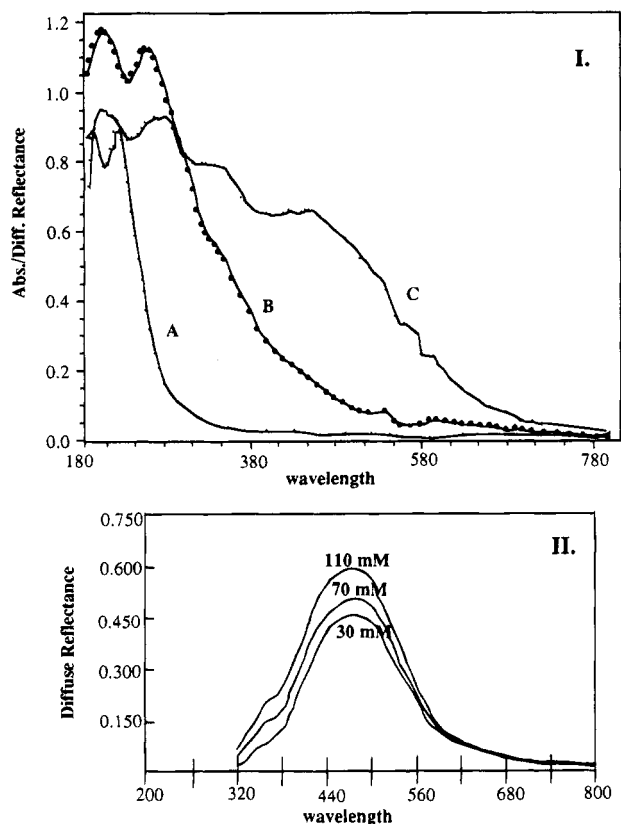 I.
Abs./Diff. Reflectance
1.2
1.0
0.8
0.6
0.4
0.2
0.0
A
B
C
180
380
580
780
wavelength
II.
Diffuse Reflectance
0.750
0.600
0.450
0.300
0.150
110 mM
70 mM
30 mM
200
320
440
560
680
800
wavelength